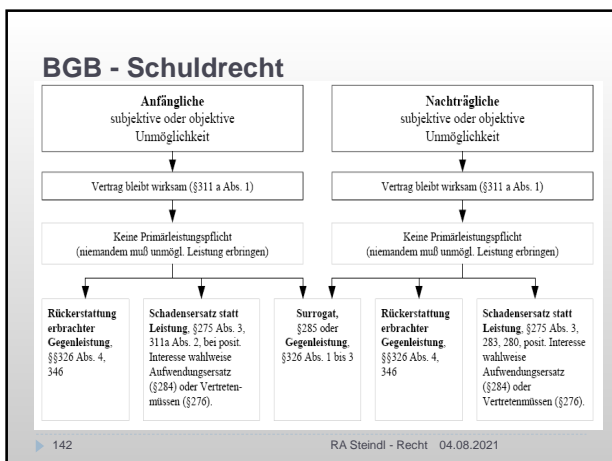 BGB - Schuldrecht
Anfängliche
subjektive oder objektive
Unmöglichkeit
Nachträgliche
subjektive oder objektive
Unmöglichkeit
Vertrag bleibt wirksam (§311 a Abs. 1)
Vertrag bleibt wirksam (§311 a Abs. 1)
Keine Primärleistungspflicht
(niemandem muß unmögl. Leistung erbringen)
Keine Primärleistungspflicht
(niemandem muß unmögl. Leistung erbringen)
Rückerstattung
erbrachter
Gegenleistung,
§§326 Abs. 4,
346
Schadensersatz statt
Leistung, §275 Abs. 3,
311a Abs. 2, bei posit.
Interesse wahlweise
Aufwendungsersatz
(§284) oder Vertreten-
müssen (§276).
Surrogat,
§285 oder
Gegenleistung,
§326 Abs. 1 bis 3
Rückerstattung
erbrachter
Gegenleistung,
§§326 Abs. 4,
346
Schadensersatz statt
Leistung, §275 Abs. 3,
283, 280, posit. Interesse
wahlweise
Aufwendungsersatz
(§284) oder
Vertretenmüssen (§276).
142
RA Steindl - Recht 04.08.2021